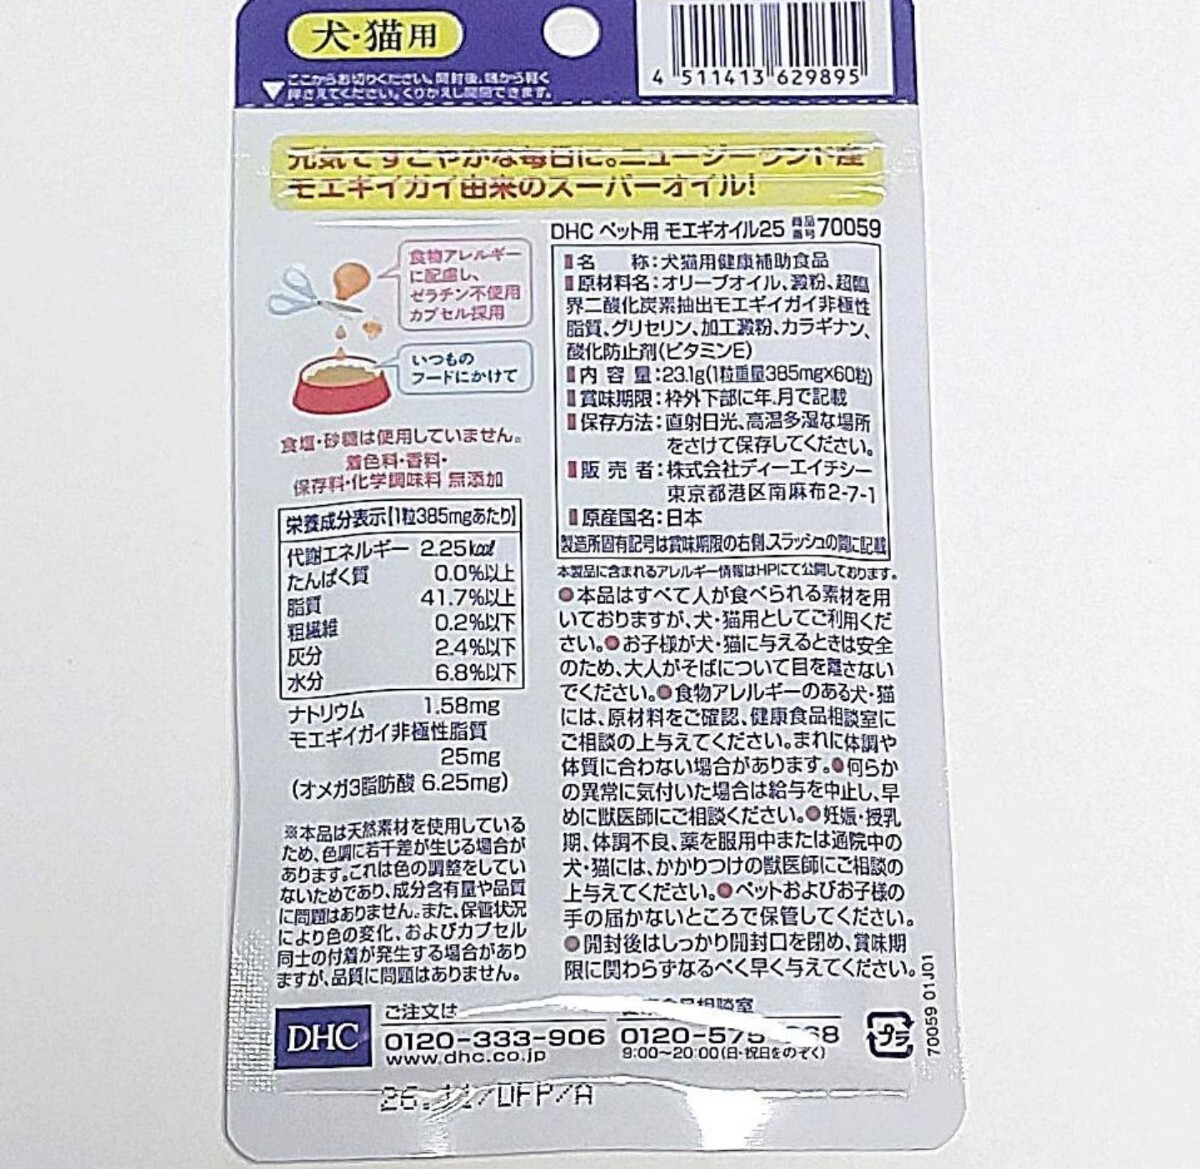 犬・猫用
ここからお切りください。開封後、端から軽く
押さえてください。くりかえし開閉できます。
4 511413 629895
元気ですこやかな毎日に。ニュージーランド産
モエギイガイ由来のスーパーオイル!
食物アレルギー
に配慮し、
ゼラチン不使用
カプセル採用
いつもの
フードにかけて
食塩・砂糖は使用していません。
着色料・香料・
保存料・化学調味料 無添加
栄養成分表示【1粒385mgあたり】
代謝エネルギー 2.25kcal
たんぱく質 0.0%以上
脂質 41.7%以上
粗繊維 0.2%以下
灰分 2.4%以下
水分 6.8%以下
ナトリウム 1.58mg
モエギイガイ非極性脂質
25mg
(オメガ3脂肪酸 6.25mg)
※本品は天然素材を使用している
ため、色調に若干差が生じる場合が
あります。これは色の調整をしてい
ないためであり、成分含有量や品質
に問題はありません。また、保管状況
により色の変化、およびカプセル
同士の付着が発生する場合があり
ますが、品質に問題はありません。
DHC ペット用 モエギオイル25 商品番号70059
名称:犬猫用健康補助食品
原材料名:オリーブオイル、澱粉、超臨
界二酸化炭素抽出モエギイガイ非極性
脂質、グリセリン、加工澱粉、カラギナン、
酸化防止剤(ビタミンE)
内容量:23.1g(1粒重量385mg×60粒)
賞味期限:枠外下部に年.月で記載
保存方法:直射日光、高温多湿な場所
をさけて保存してください。
販売者:株式会社ディーエイチシー
東京都港区南麻布2-7-1
原産国名:日本
製造所固有記号は賞味期限の右側、スラッシュの間に記載
本製品に含まれるアレルギー情報はHPにて公開しております。
●本品はすべて人が食べられる素材を用
いておりますが、犬・猫用としてご利用くだ
さい。●お子様が犬・猫に与えるときは安全
のため、大人がそばについて目を離さない
でください。●食物アレルギーのある犬・猫
には、原材料をご確認、健康食品相談室に
ご相談の上与えてください。まれに体調や
体質に合わない場合があります。●何らか
の異常に気付いた場合は給与を中止し、早
めに獣医師にご相談ください。●妊娠・授乳
期、体調不良、薬を服用中または通院中の
犬・猫には、かかりつけの獣医師にご相談の
上与えてください。●ペットおよびお子様の
手の届かないところで保管してください。
●開封後はしっかり開封口を閉め、賞味期
限に関わらずなるべく早く与えてください。
70059 01J01
DHC
ご注文は
0120-333-906
www.dhc.co.jp
食品相談室
0120-575- 68
9:00~20:00(日・祝日をのぞく)
プラ
26.11/DFP/A